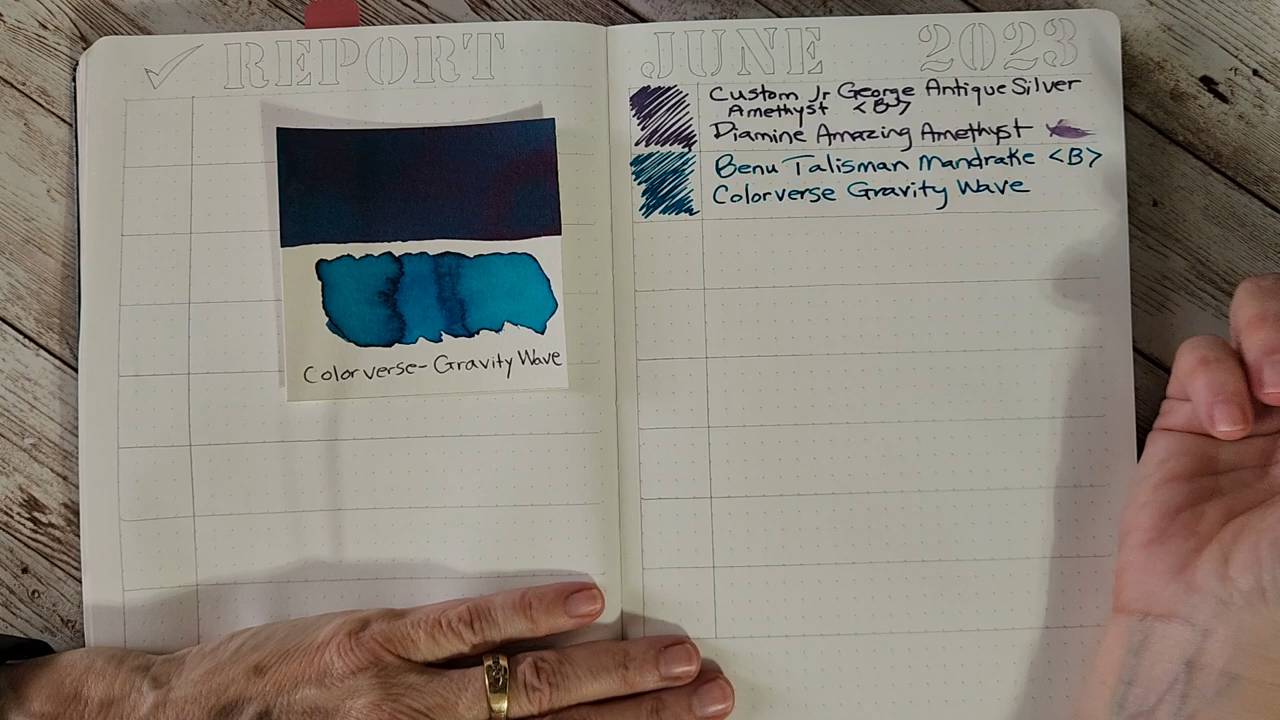 ✓ REPORT
JUNE 2023
Colorverse - Gravity Wave
Custom Jr George Antique Silver
Amethyst <B>
Diamine Amazing Amethyst
Benu Talisman Mandrake <B>
Colorverse Gravity Wave